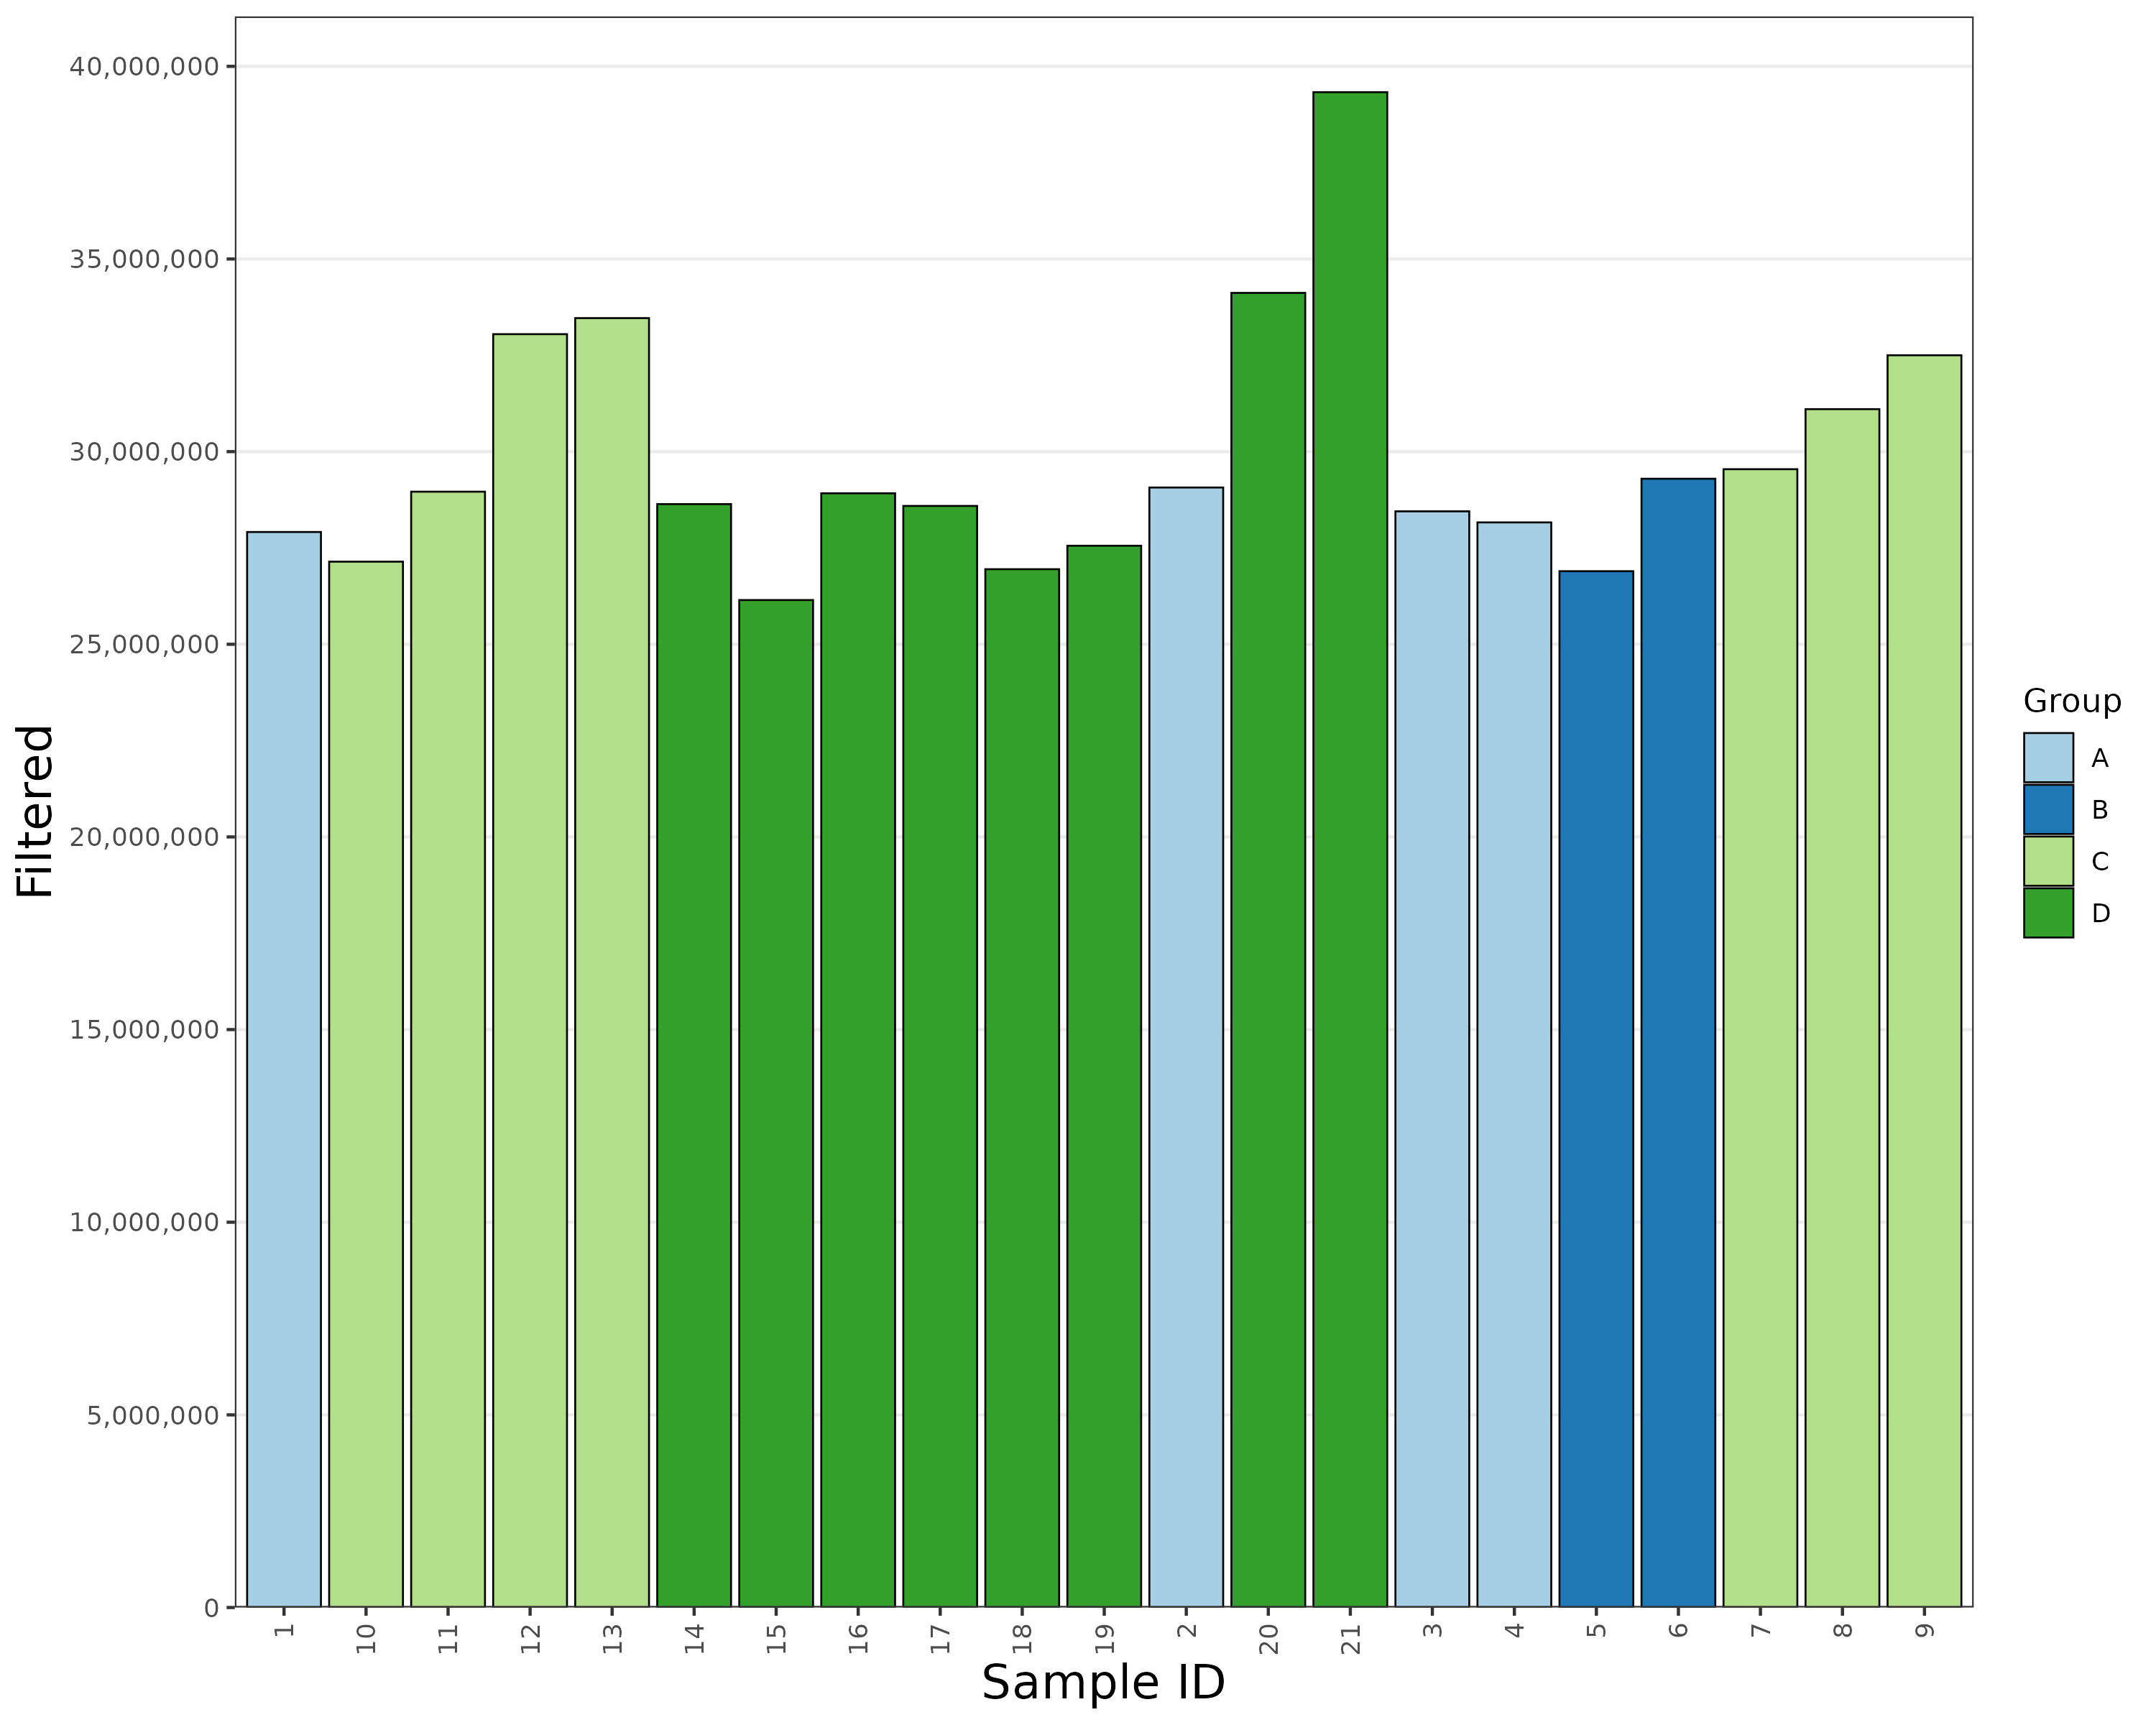 40,000,000
35,000,000
30,000,000
25,000,000
20,000,000
15,000,000
10,000,000
5,000,000
0
Filtered
1 10 11 12 13 14 15 16 17 18 19 2 20 21 3 4 5 6 7 8 9
Sample ID
Group
A
B
C
D